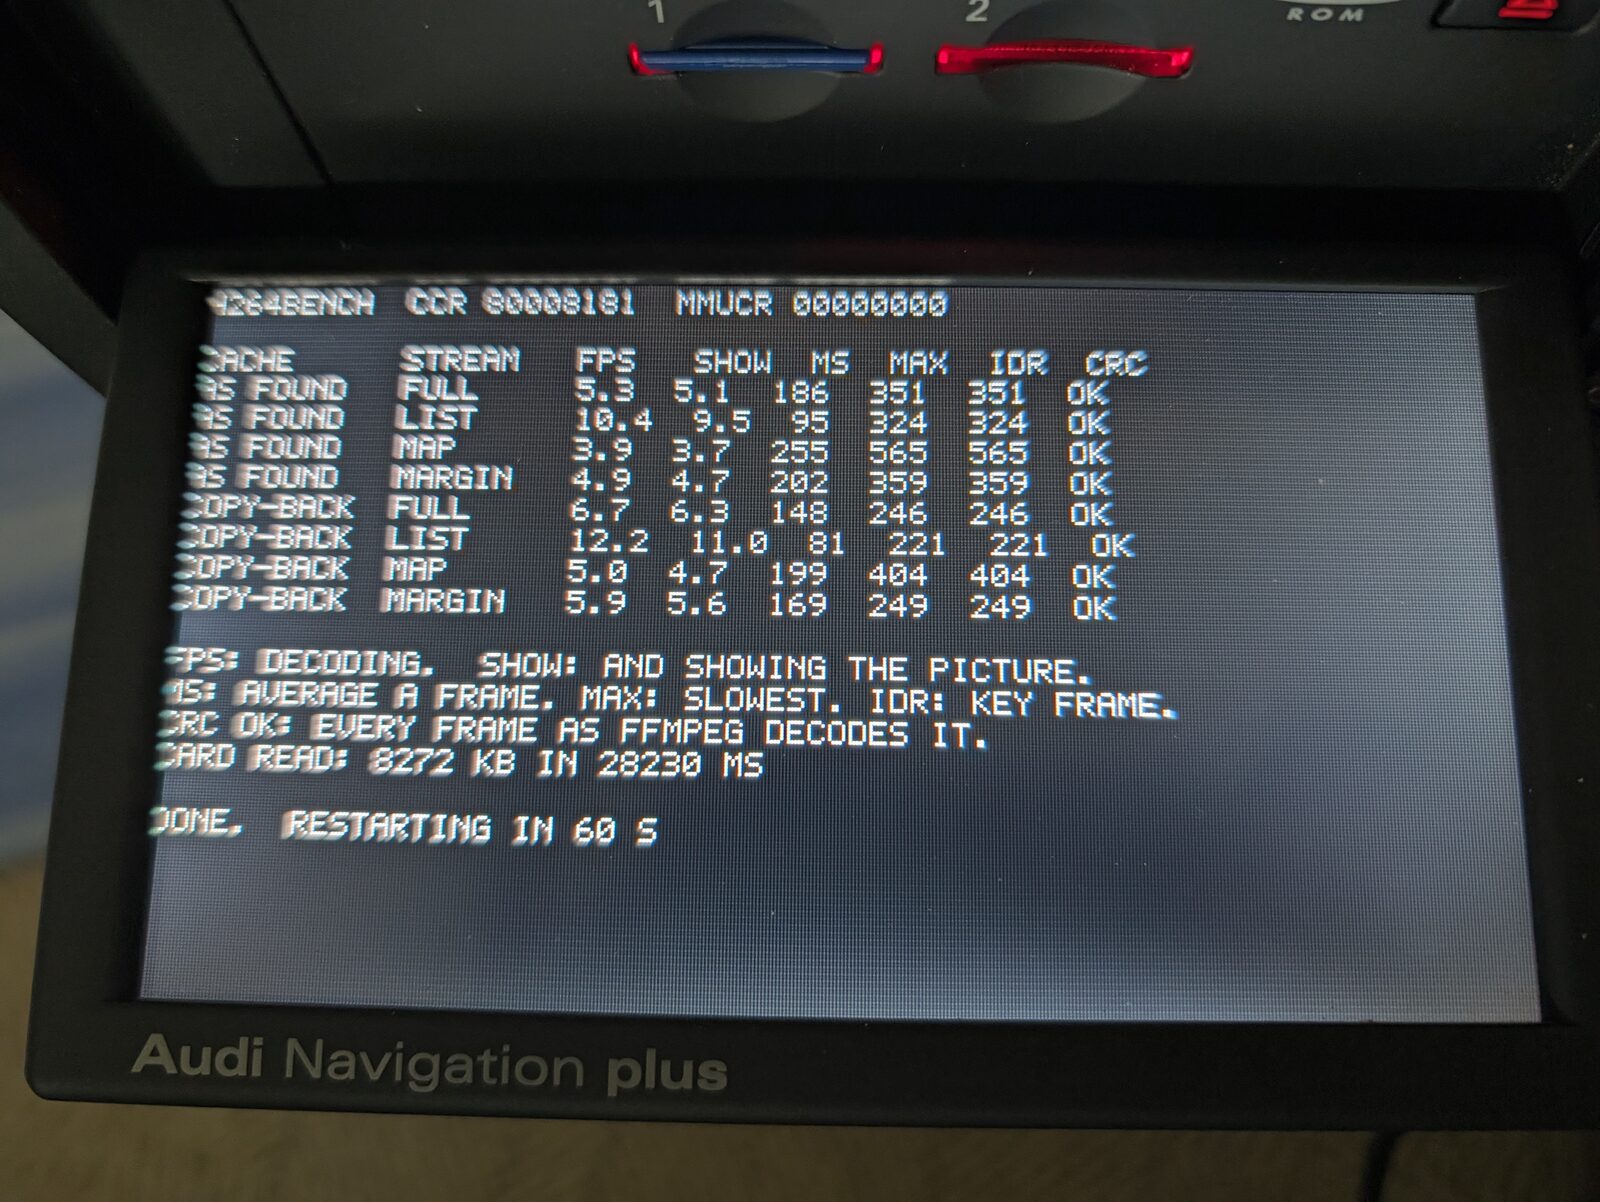 1 2 ROM
H264BENCH CCR 80008181 MMUCR 00000000
CACHE STREAM FPS SHOW MS MAX IDR CRC
AS FOUND FULL 5.3 5.1 186 351 351 OK
AS FOUND LIST 10.4 9.5 95 324 324 OK
AS FOUND MAP 3.9 3.7 255 565 565 OK
AS FOUND MARGIN 4.9 4.7 202 359 359 OK
COPY-BACK FULL 6.7 6.3 148 246 246 OK
COPY-BACK LIST 12.2 11.0 81 221 221 OK
COPY-BACK MAP 5.0 4.7 199 404 404 OK
COPY-BACK MARGIN 5.9 5.6 169 249 249 OK
FPS: DECODING. SHOW: AND SHOWING THE PICTURE.
MS: AVERAGE A FRAME. MAX: SLOWEST. IDR: KEY FRAME.
CRC OK: EVERY FRAME AS FFMPEG DECODES IT.
CARD READ: 8272 KB IN 28230 MS
DONE. RESTARTING IN 60 S
Audi Navigation plus